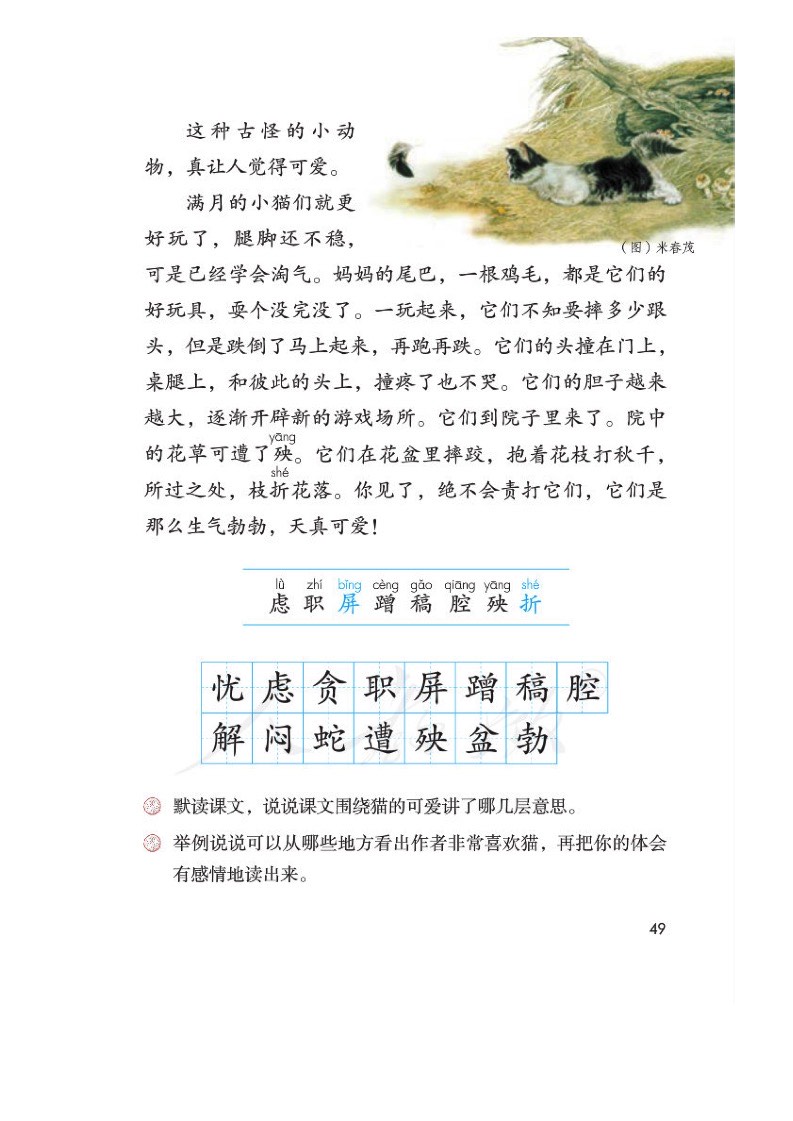 这种古怪的小动
物，真让人觉得可爱。
满月的小猫们就更
好玩了，腿脚还不稳，
（图）米春茂
可是已经学会淘气。妈妈的尾巴，一根鸡毛，都是它们的
好玩具，耍个没完没了。一玩起来，它们不知要摔多少跟
头，但是跌倒了马上起来，再跑再跌。它们的头撞在门上，
桌腿上，和彼此的头上，撞疼了也不哭。它们的胆子越来
越大，逐渐开辟新的游戏场所。它们到院子里来了。院中
yāng
的花草可遭了殃。它们在花盆里摔跤，抱着花枝打秋千，
shé
所过之处，枝折花落。你见了，绝不会责打它们，它们是
那么生气勃勃，天真可爱！
lǜ zhí bǐng cèng gǎo qiāng yāng shé
虑 职 屏 蹭 稿 腔 殃 折
忧 虑 贪 职 屏 蹭 稿 腔
解 闷 蛇 遭 殃 盆 勃
默读课文，说说课文围绕猫的可爱讲了哪几层意思。
举例说说可以从哪些地方看出作者非常喜欢猫，再把你的体会
有感情地读出来。
49